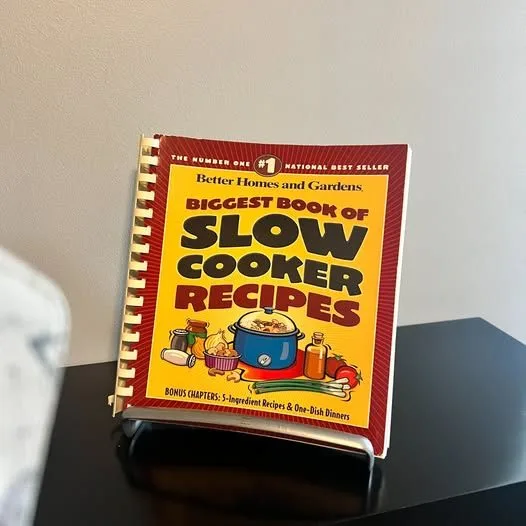 THE NUMBER ONE #1 NATIONAL BEST SELLER
Better Homes and Gardens®
BIGGEST BOOK OF
SLOW
COOKER
RECIPES
BONUS CHAPTERS: 5-Ingredient Recipes & One-Dish Dinners